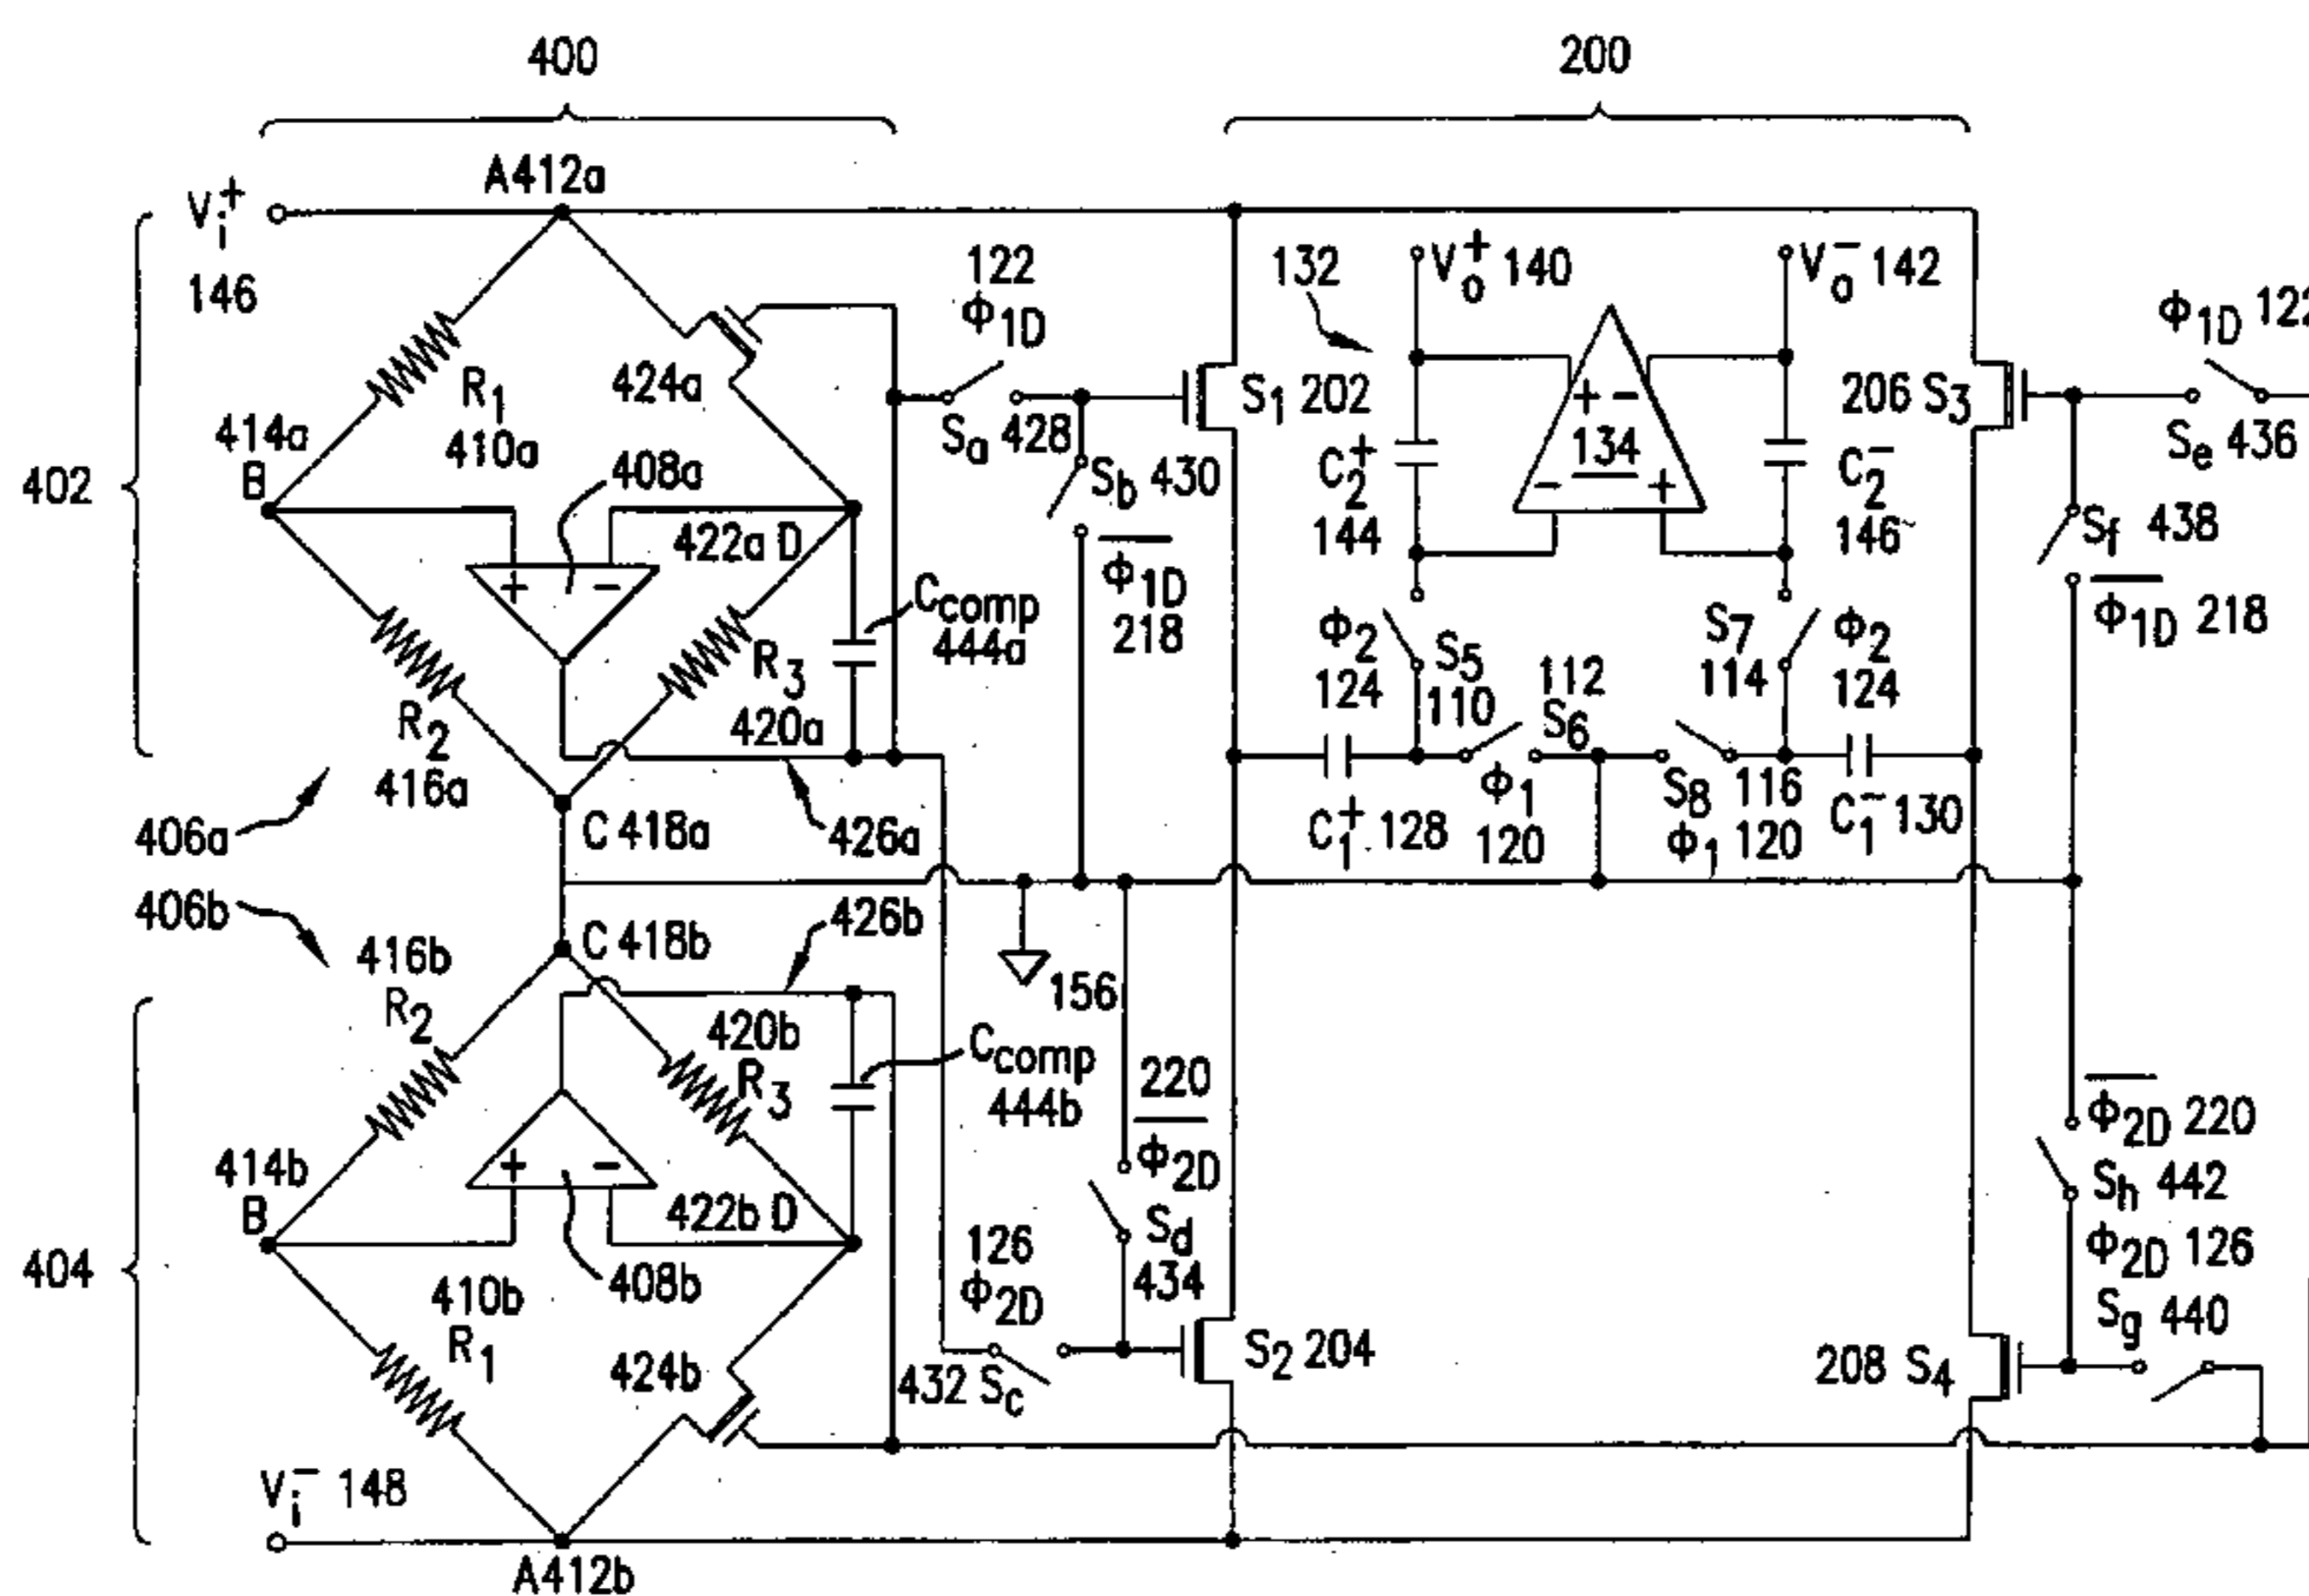 400
200
A412a
Vi+
146
122
Φ1D
132
Vo+ 140
Vo− 142
Φ1D 122
424a
R1
410a
S1 202
206 S3
414a
B
408a
Sa 428
Sb 430
+ −
134
− +
C2+
144
C2−
146
Se 436
Sf 438
402
422a D
+ −
Ccomp
444a
Φ1D
218
Φ1D 218
Φ2
124
S5
110
112
S6
S7
114
Φ2
124
R3
420a
R2
416a
Φ1
120
S8 116
Φ1 120
C1+ 128
C1− 130
406a
C 418a
426a
406b
C 418b
426b
416b
R2
156
420b
R3
Ccomp
444b
220
Φ2D
Φ2D 220
Sh 442
414b
B
+ −
422b D
Sd
434
126
Φ2D
Φ2D 126
Sg 440
404
410b
R1
408b
424b
432 Sc
S2 204
208 S4
Vi− 148
A412b